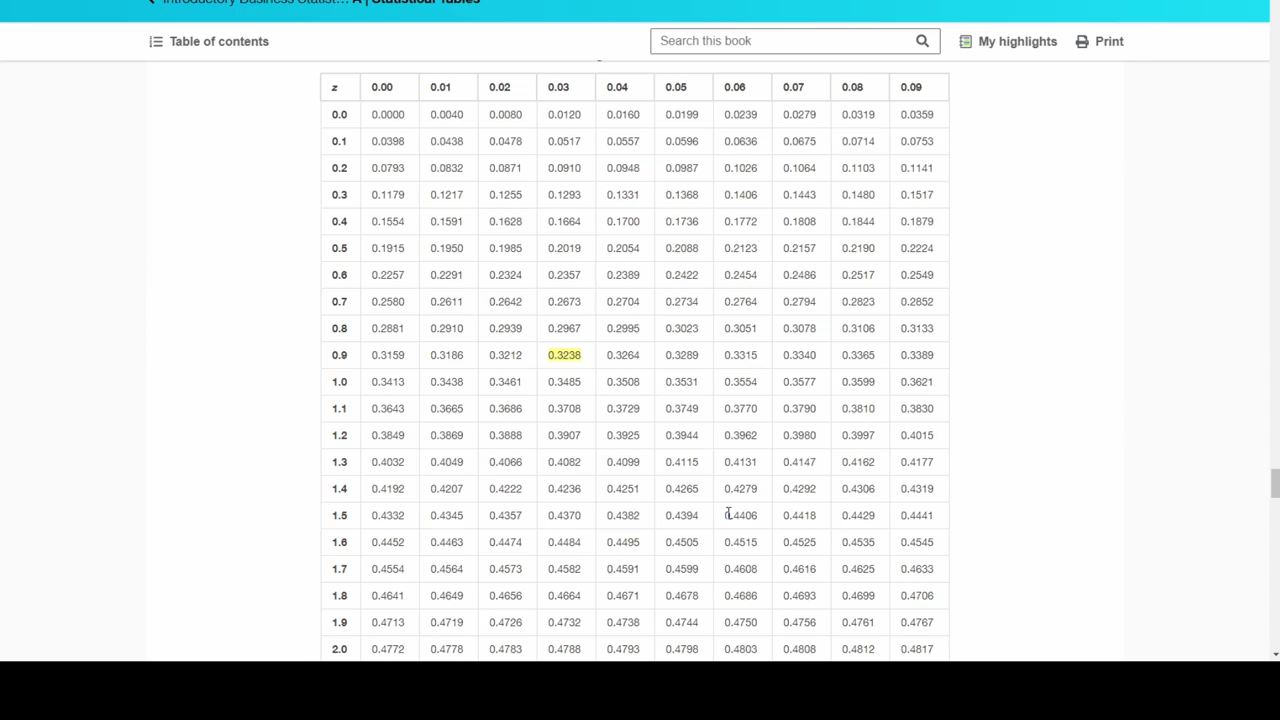 Introductory Business Statist… A | Statistical Tables
Table of contents
Search this book
My highlights
Print
z 0.00 0.01 0.02 0.03 0.04 0.05 0.06 0.07 0.08 0.09
0.0 0.0000 0.0040 0.0080 0.0120 0.0160 0.0199 0.0239 0.0279 0.0319 0.0359
0.1 0.0398 0.0438 0.0478 0.0517 0.0557 0.0596 0.0636 0.0675 0.0714 0.0753
0.2 0.0793 0.0832 0.0871 0.0910 0.0948 0.0987 0.1026 0.1064 0.1103 0.1141
0.3 0.1179 0.1217 0.1255 0.1293 0.1331 0.1368 0.1406 0.1443 0.1480 0.1517
0.4 0.1554 0.1591 0.1628 0.1664 0.1700 0.1736 0.1772 0.1808 0.1844 0.1879
0.5 0.1915 0.1950 0.1985 0.2019 0.2054 0.2088 0.2123 0.2157 0.2190 0.2224
0.6 0.2257 0.2291 0.2324 0.2357 0.2389 0.2422 0.2454 0.2486 0.2517 0.2549
0.7 0.2580 0.2611 0.2642 0.2673 0.2704 0.2734 0.2764 0.2794 0.2823 0.2852
0.8 0.2881 0.2910 0.2939 0.2967 0.2995 0.3023 0.3051 0.3078 0.3106 0.3133
0.9 0.3159 0.3186 0.3212 0.3238 0.3264 0.3289 0.3315 0.3340 0.3365 0.3389
1.0 0.3413 0.3438 0.3461 0.3485 0.3508 0.3531 0.3554 0.3577 0.3599 0.3621
1.1 0.3643 0.3665 0.3686 0.3708 0.3729 0.3749 0.3770 0.3790 0.3810 0.3830
1.2 0.3849 0.3869 0.3888 0.3907 0.3925 0.3944 0.3962 0.3980 0.3997 0.4015
1.3 0.4032 0.4049 0.4066 0.4082 0.4099 0.4115 0.4131 0.4147 0.4162 0.4177
1.4 0.4192 0.4207 0.4222 0.4236 0.4251 0.4265 0.4279 0.4292 0.4306 0.4319
1.5 0.4332 0.4345 0.4357 0.4370 0.4382 0.4394 0.4406 0.4418 0.4429 0.4441
1.6 0.4452 0.4463 0.4474 0.4484 0.4495 0.4505 0.4515 0.4525 0.4535 0.4545
1.7 0.4554 0.4564 0.4573 0.4582 0.4591 0.4599 0.4608 0.4616 0.4625 0.4633
1.8 0.4641 0.4649 0.4656 0.4664 0.4671 0.4678 0.4686 0.4693 0.4699 0.4706
1.9 0.4713 0.4719 0.4726 0.4732 0.4738 0.4744 0.4750 0.4756 0.4761 0.4767
2.0 0.4772 0.4778 0.4783 0.4788 0.4793 0.4798 0.4803 0.4808 0.4812 0.4817